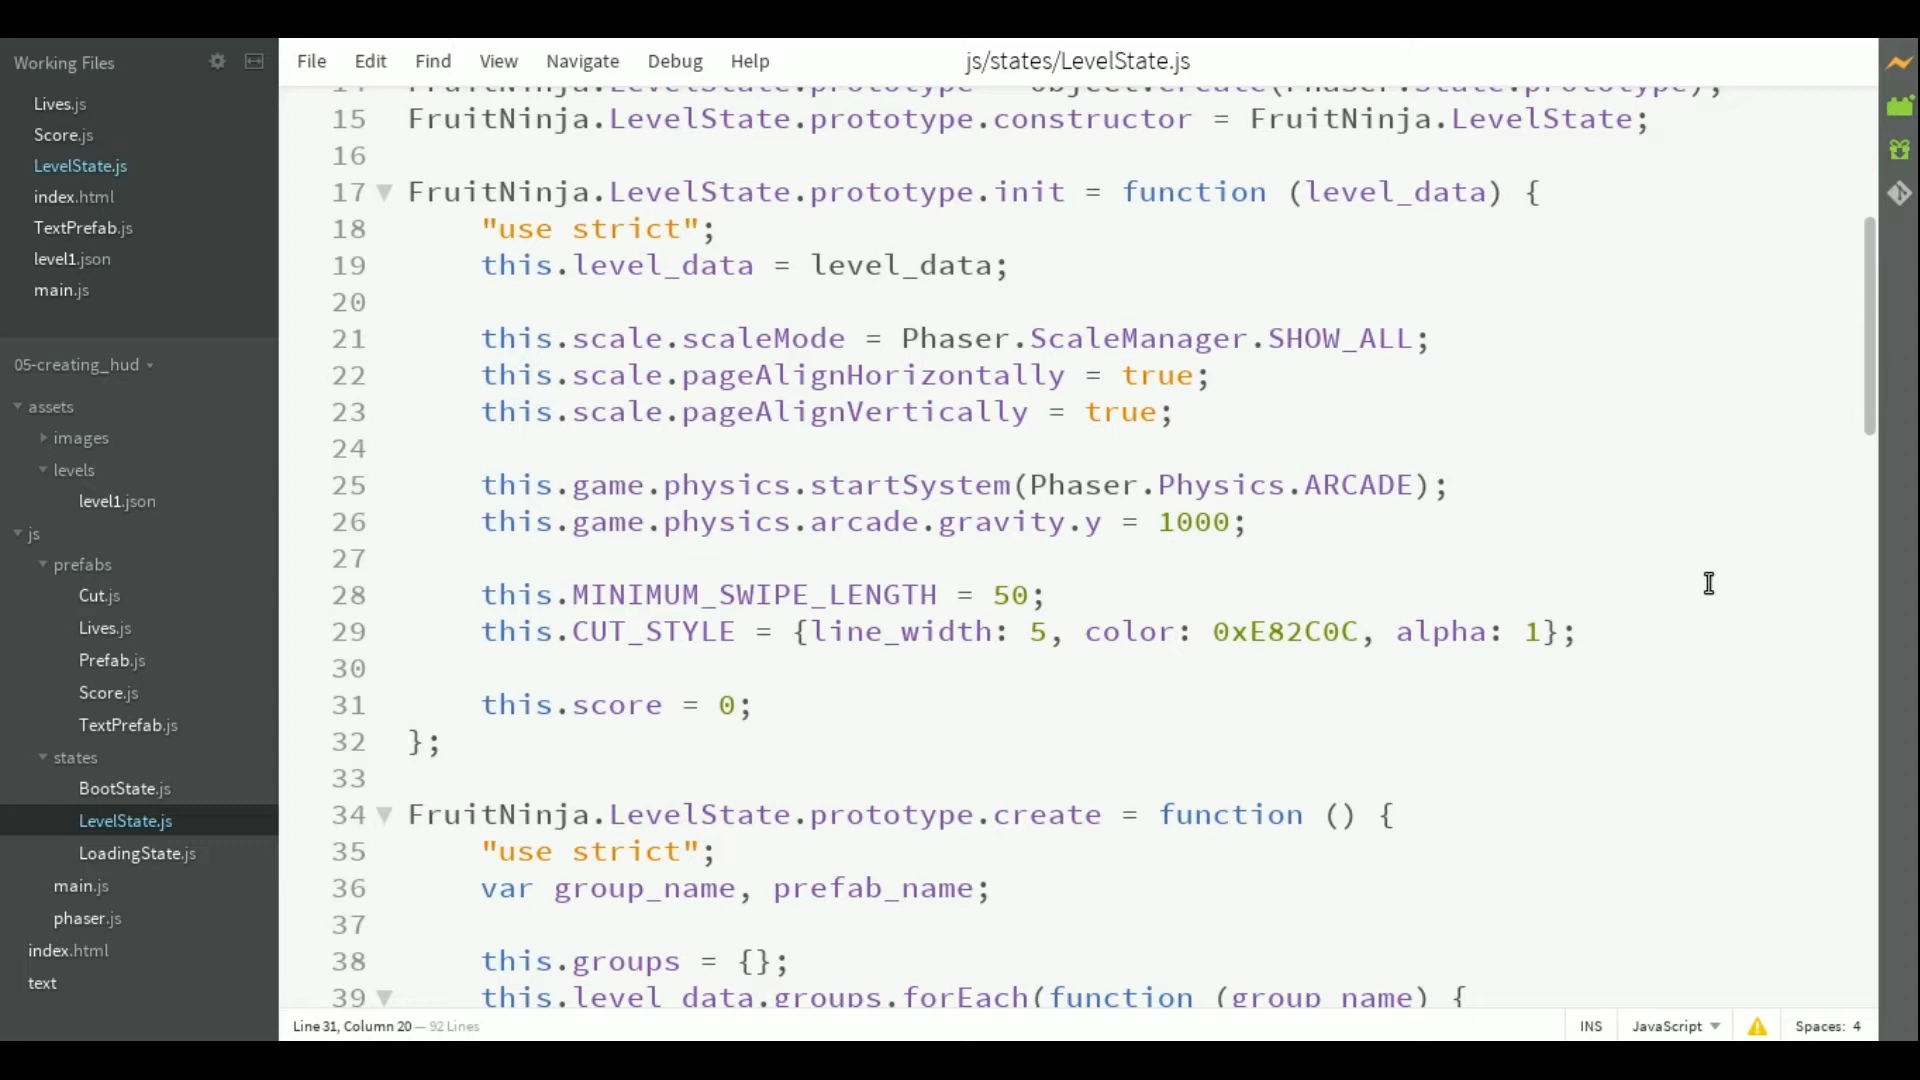 Working Files
Lives.js
Score.js
LevelState.js
index.html
TextPrefab.js
level1.json
main.js
05-creating_hud
assets
images
levels
level1.json
js
prefabs
Cut.js
Lives.js
Prefab.js
Score.js
TextPrefab.js
states
BootState.js
LevelState.js
LoadingState.js
main.js
phaser.js
index.html
text
File Edit Find View Navigate Debug Help js/states/LevelState.js
14 FruitNinja.LevelState.prototype = Object.create(Phaser.State.prototype);
15 FruitNinja.LevelState.prototype.constructor = FruitNinja.LevelState;
16
17 FruitNinja.LevelState.prototype.init = function (level_data) {
18 "use strict";
19 this.level_data = level_data;
20
21 this.scale.scaleMode = Phaser.ScaleManager.SHOW_ALL;
22 this.scale.pageAlignHorizontally = true;
23 this.scale.pageAlignVertically = true;
24
25 this.game.physics.startSystem(Phaser.Physics.ARCADE);
26 this.game.physics.arcade.gravity.y = 1000;
27
28 this.MINIMUM_SWIPE_LENGTH = 50;
29 this.CUT_STYLE = {line_width: 5, color: 0xE82C0C, alpha: 1};
30
31 this.score = 0;
32 };
33
34 FruitNinja.LevelState.prototype.create = function () {
35 "use strict";
36 var group_name, prefab_name;
37
38 this.groups = {};
39 this.level_data.groups.forEach(function (group_name) {
Line 31, Column 20 — 92 Lines
INS JavaScript Spaces: 4